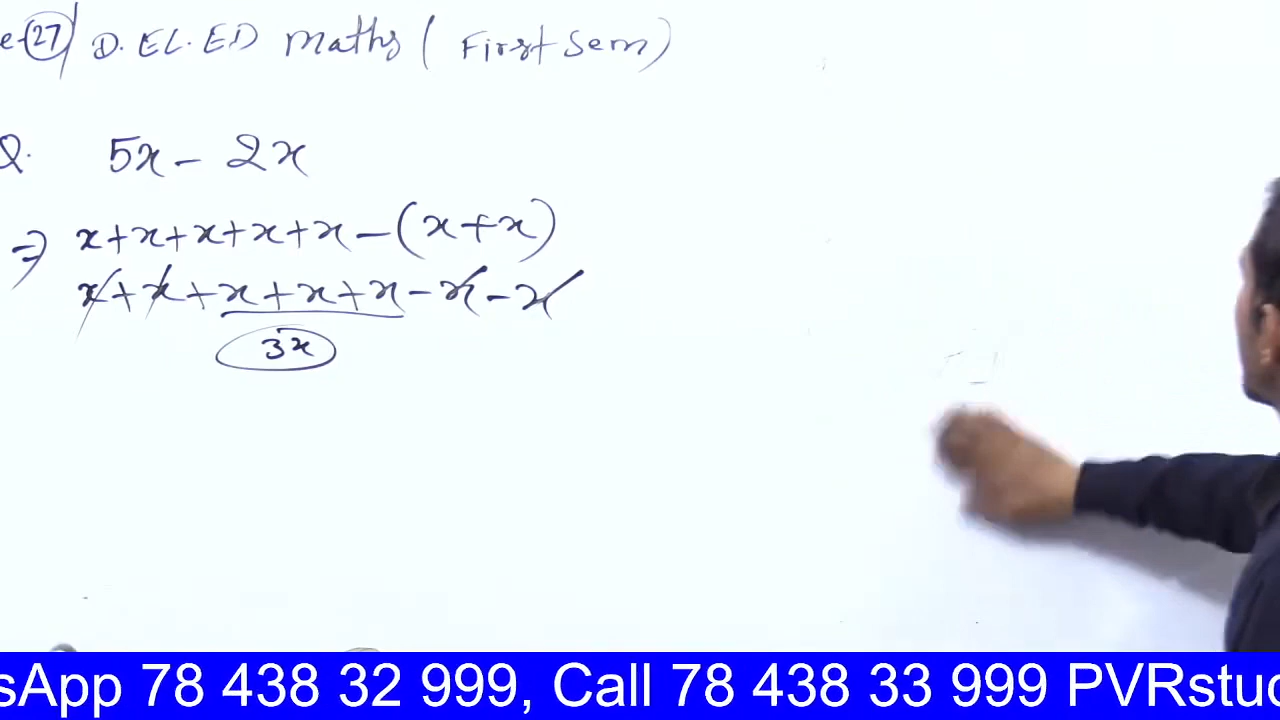 e-27 D.EL.ED Maths ( First Sem)
Q. 5x - 2x
⇒ x+x+x+x+x-(x+x)
x+x+x+x+x-x-x
3x
sApp 78 438 32 999, Call 78 438 33 999 PVRstud